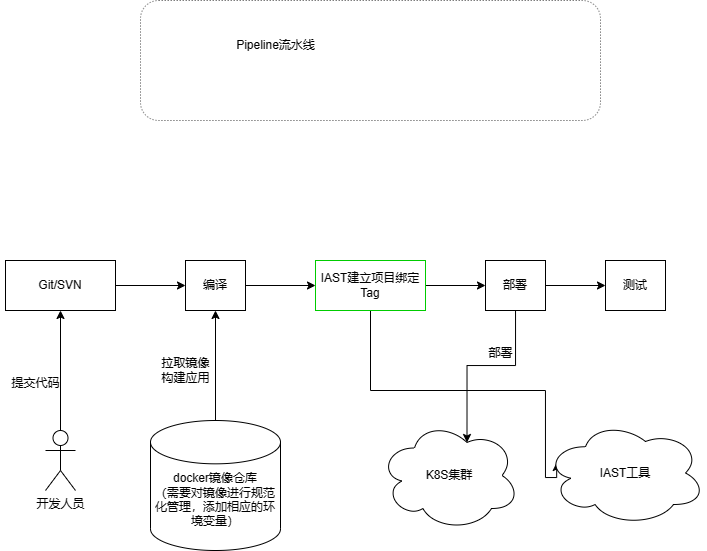 Pipeline流水线
Git/SVN
编译
IAST建立项目绑定
Tag
部署
测试
拉取镜像
构建应用
部署
提交代码
K8S集群
IAST工具
docker镜像仓库
（需要对镜像进行规范
化管理，添加相应的环
境变量）
开发人员